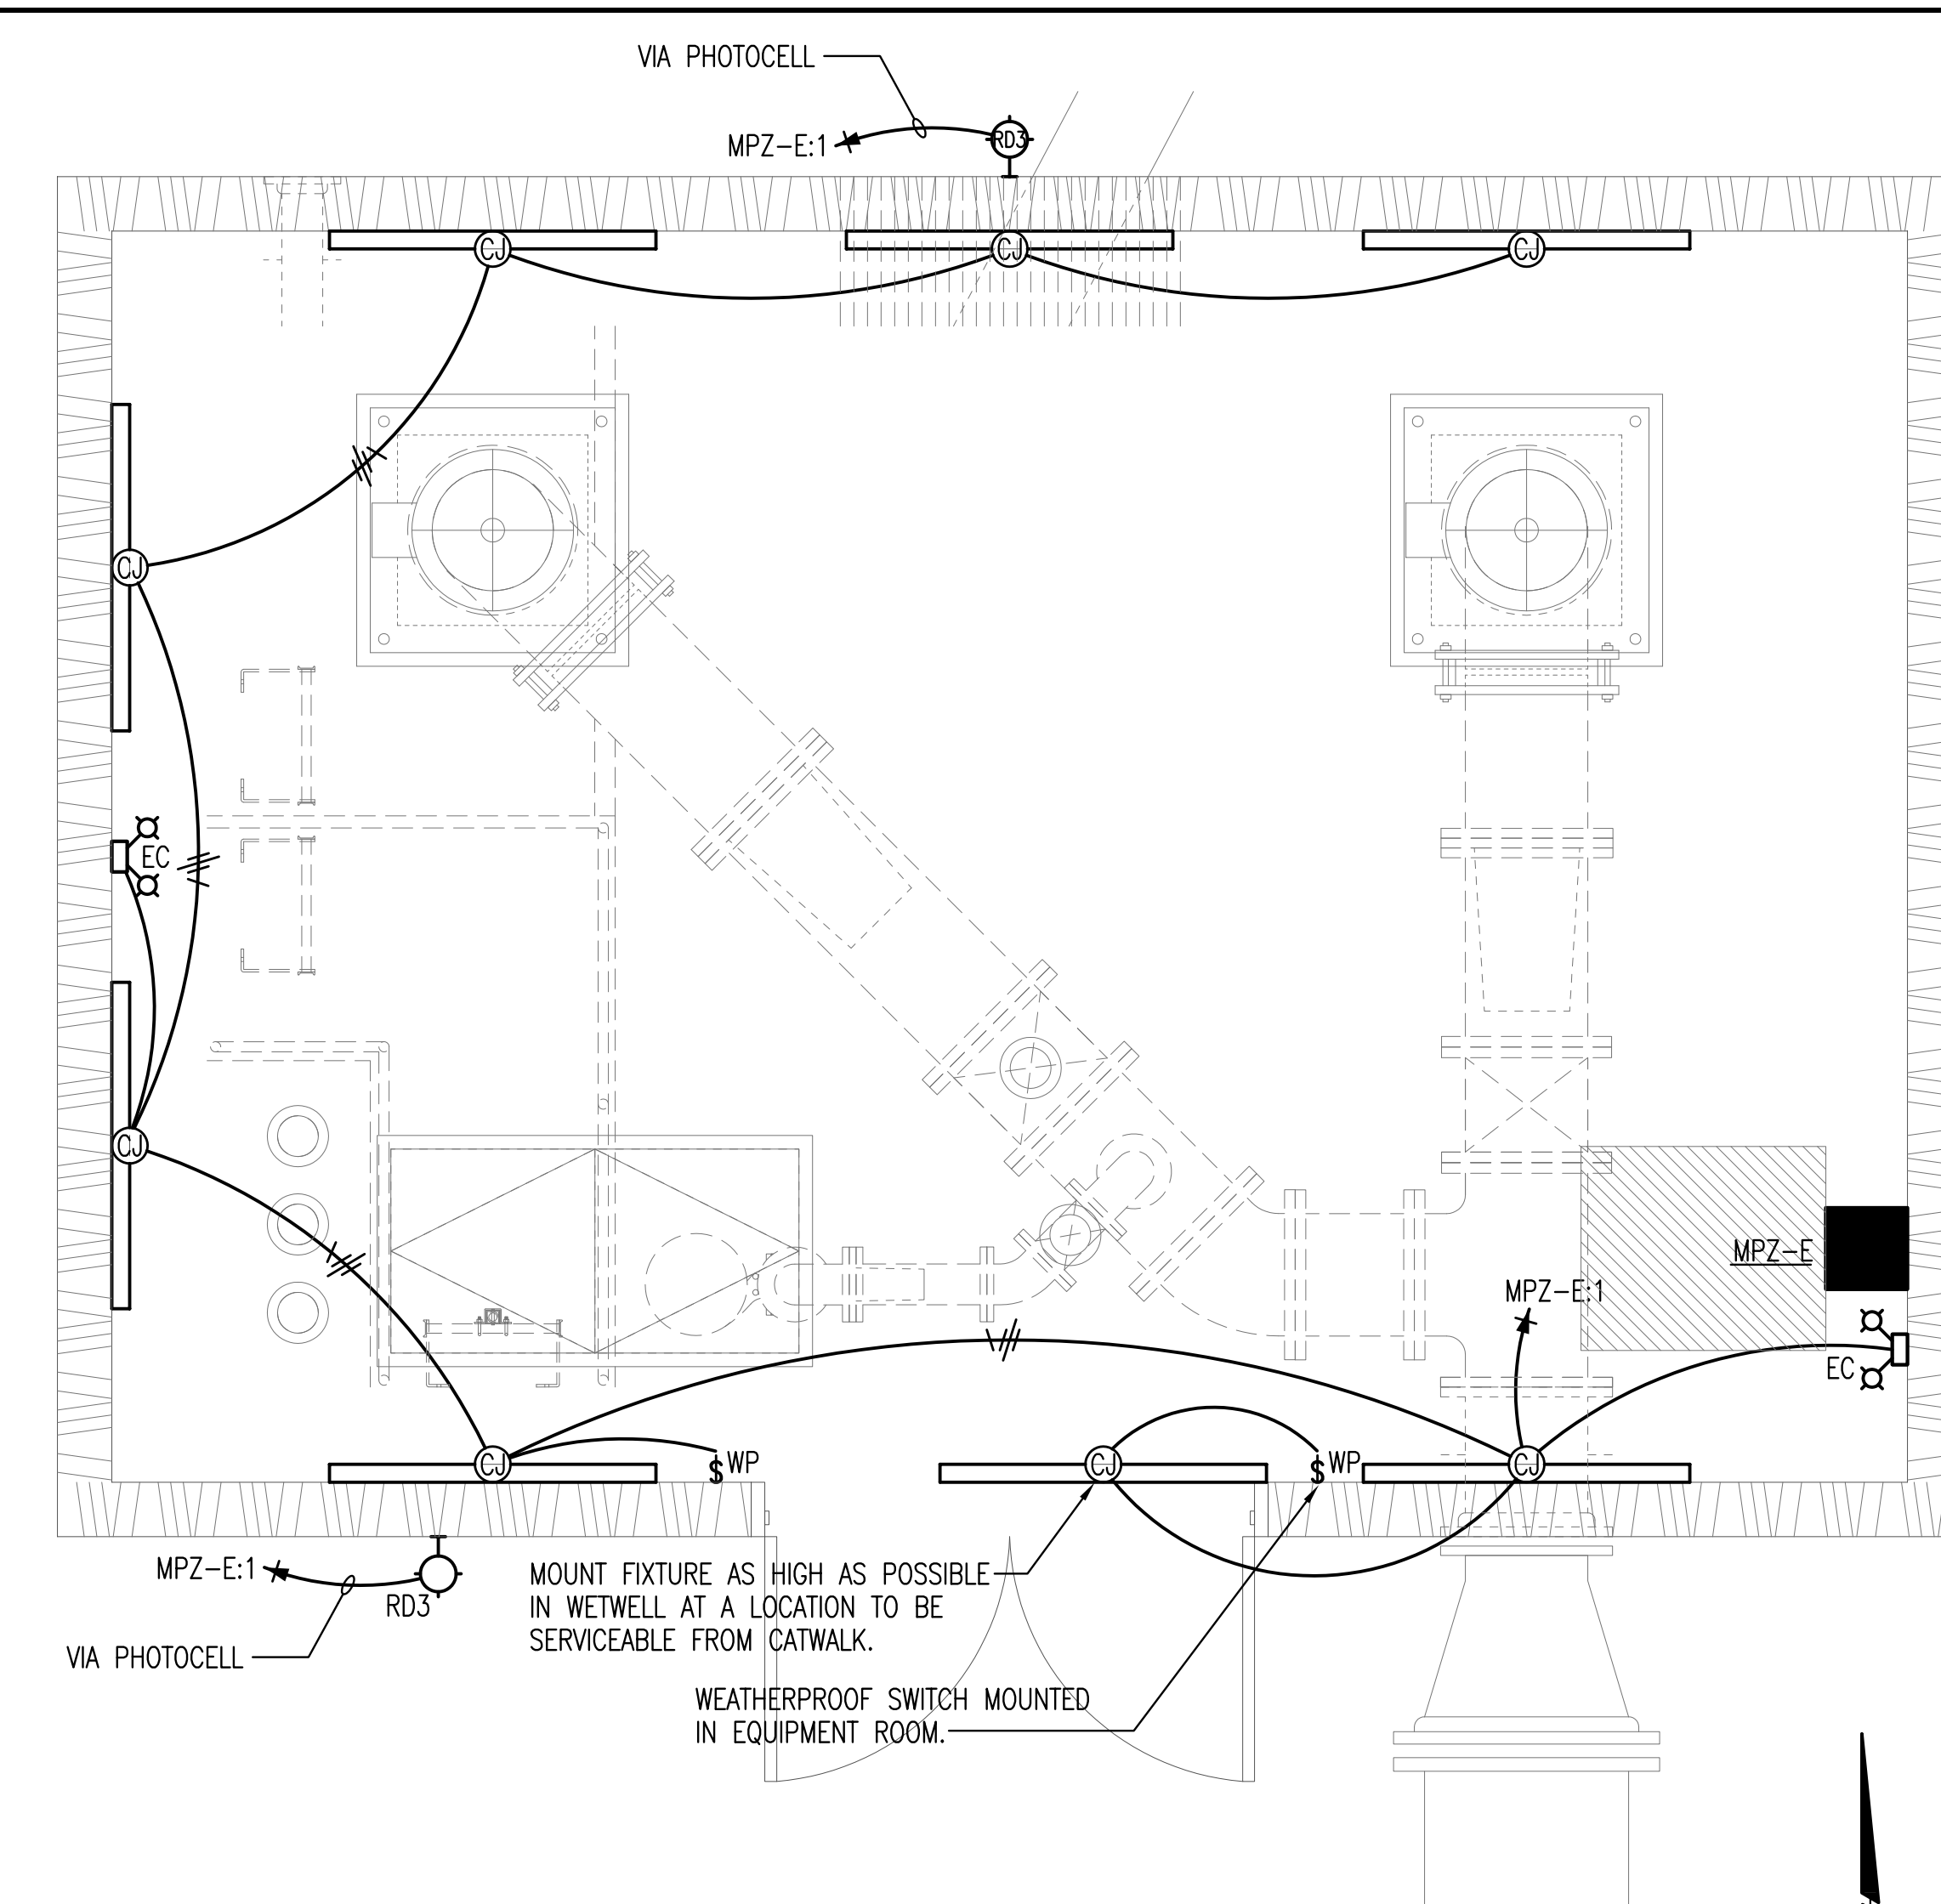 VIA PHOTOCELL
MPZ-E:1
RD3
CJ
CJ
CJ
CJ
EC
CJ
MPZ-E
MPZ-E:1
EC
CJ
$ WP
CJ
$ WP
CJ
MPZ-E:1
RD3
VIA PHOTOCELL
MOUNT FIXTURE AS HIGH AS POSSIBLE
IN WETWELL AT A LOCATION TO BE
SERVICEABLE FROM CATWALK.
WEATHERPROOF SWITCH MOUNTED
IN EQUIPMENT ROOM.